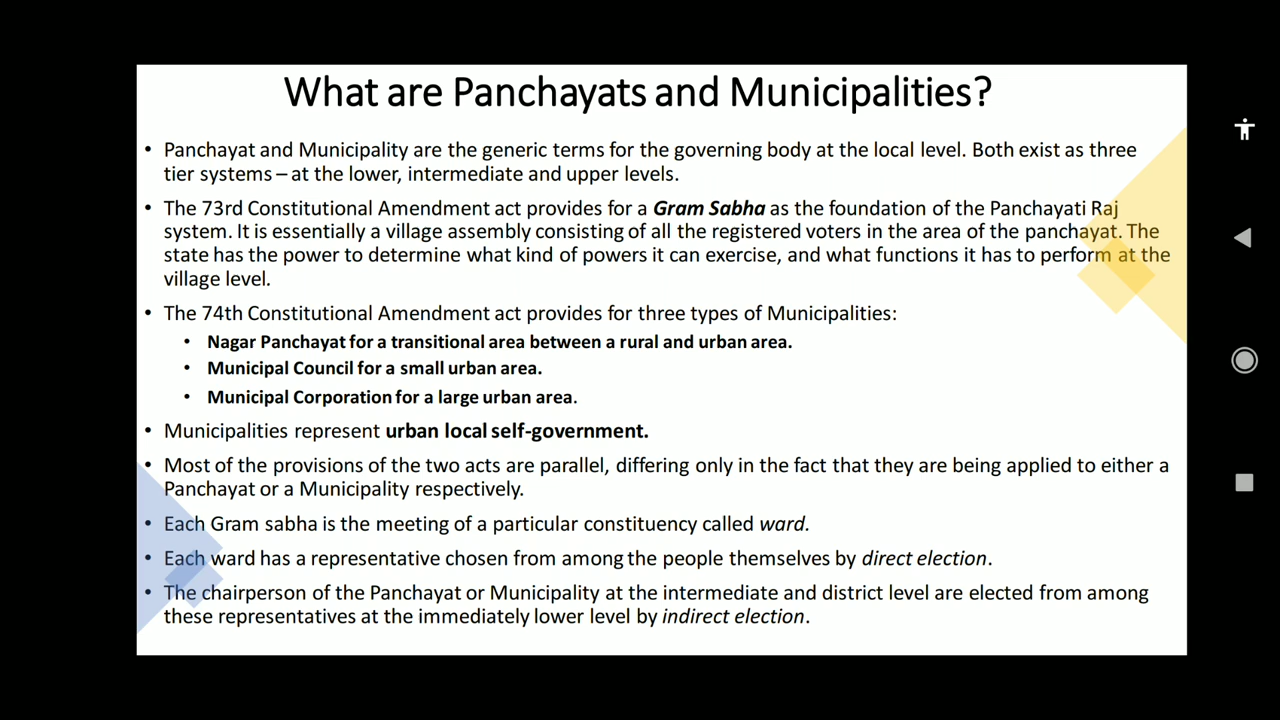 What are Panchayats and Municipalities?
• Panchayat and Municipality are the generic terms for the governing body at the local level. Both exist as three
tier systems – at the lower, intermediate and upper levels.
• The 73rd Constitutional Amendment act provides for a Gram Sabha as the foundation of the Panchayati Raj
system. It is essentially a village assembly consisting of all the registered voters in the area of the panchayat. The
state has the power to determine what kind of powers it can exercise, and what functions it has to perform at the
village level.
• The 74th Constitutional Amendment act provides for three types of Municipalities:
• Nagar Panchayat for a transitional area between a rural and urban area.
• Municipal Council for a small urban area.
• Municipal Corporation for a large urban area.
• Municipalities represent urban local self-government.
• Most of the provisions of the two acts are parallel, differing only in the fact that they are being applied to either a
Panchayat or a Municipality respectively.
• Each Gram sabha is the meeting of a particular constituency called ward.
• Each ward has a representative chosen from among the people themselves by direct election.
• The chairperson of the Panchayat or Municipality at the intermediate and district level are elected from among
these representatives at the immediately lower level by indirect election.